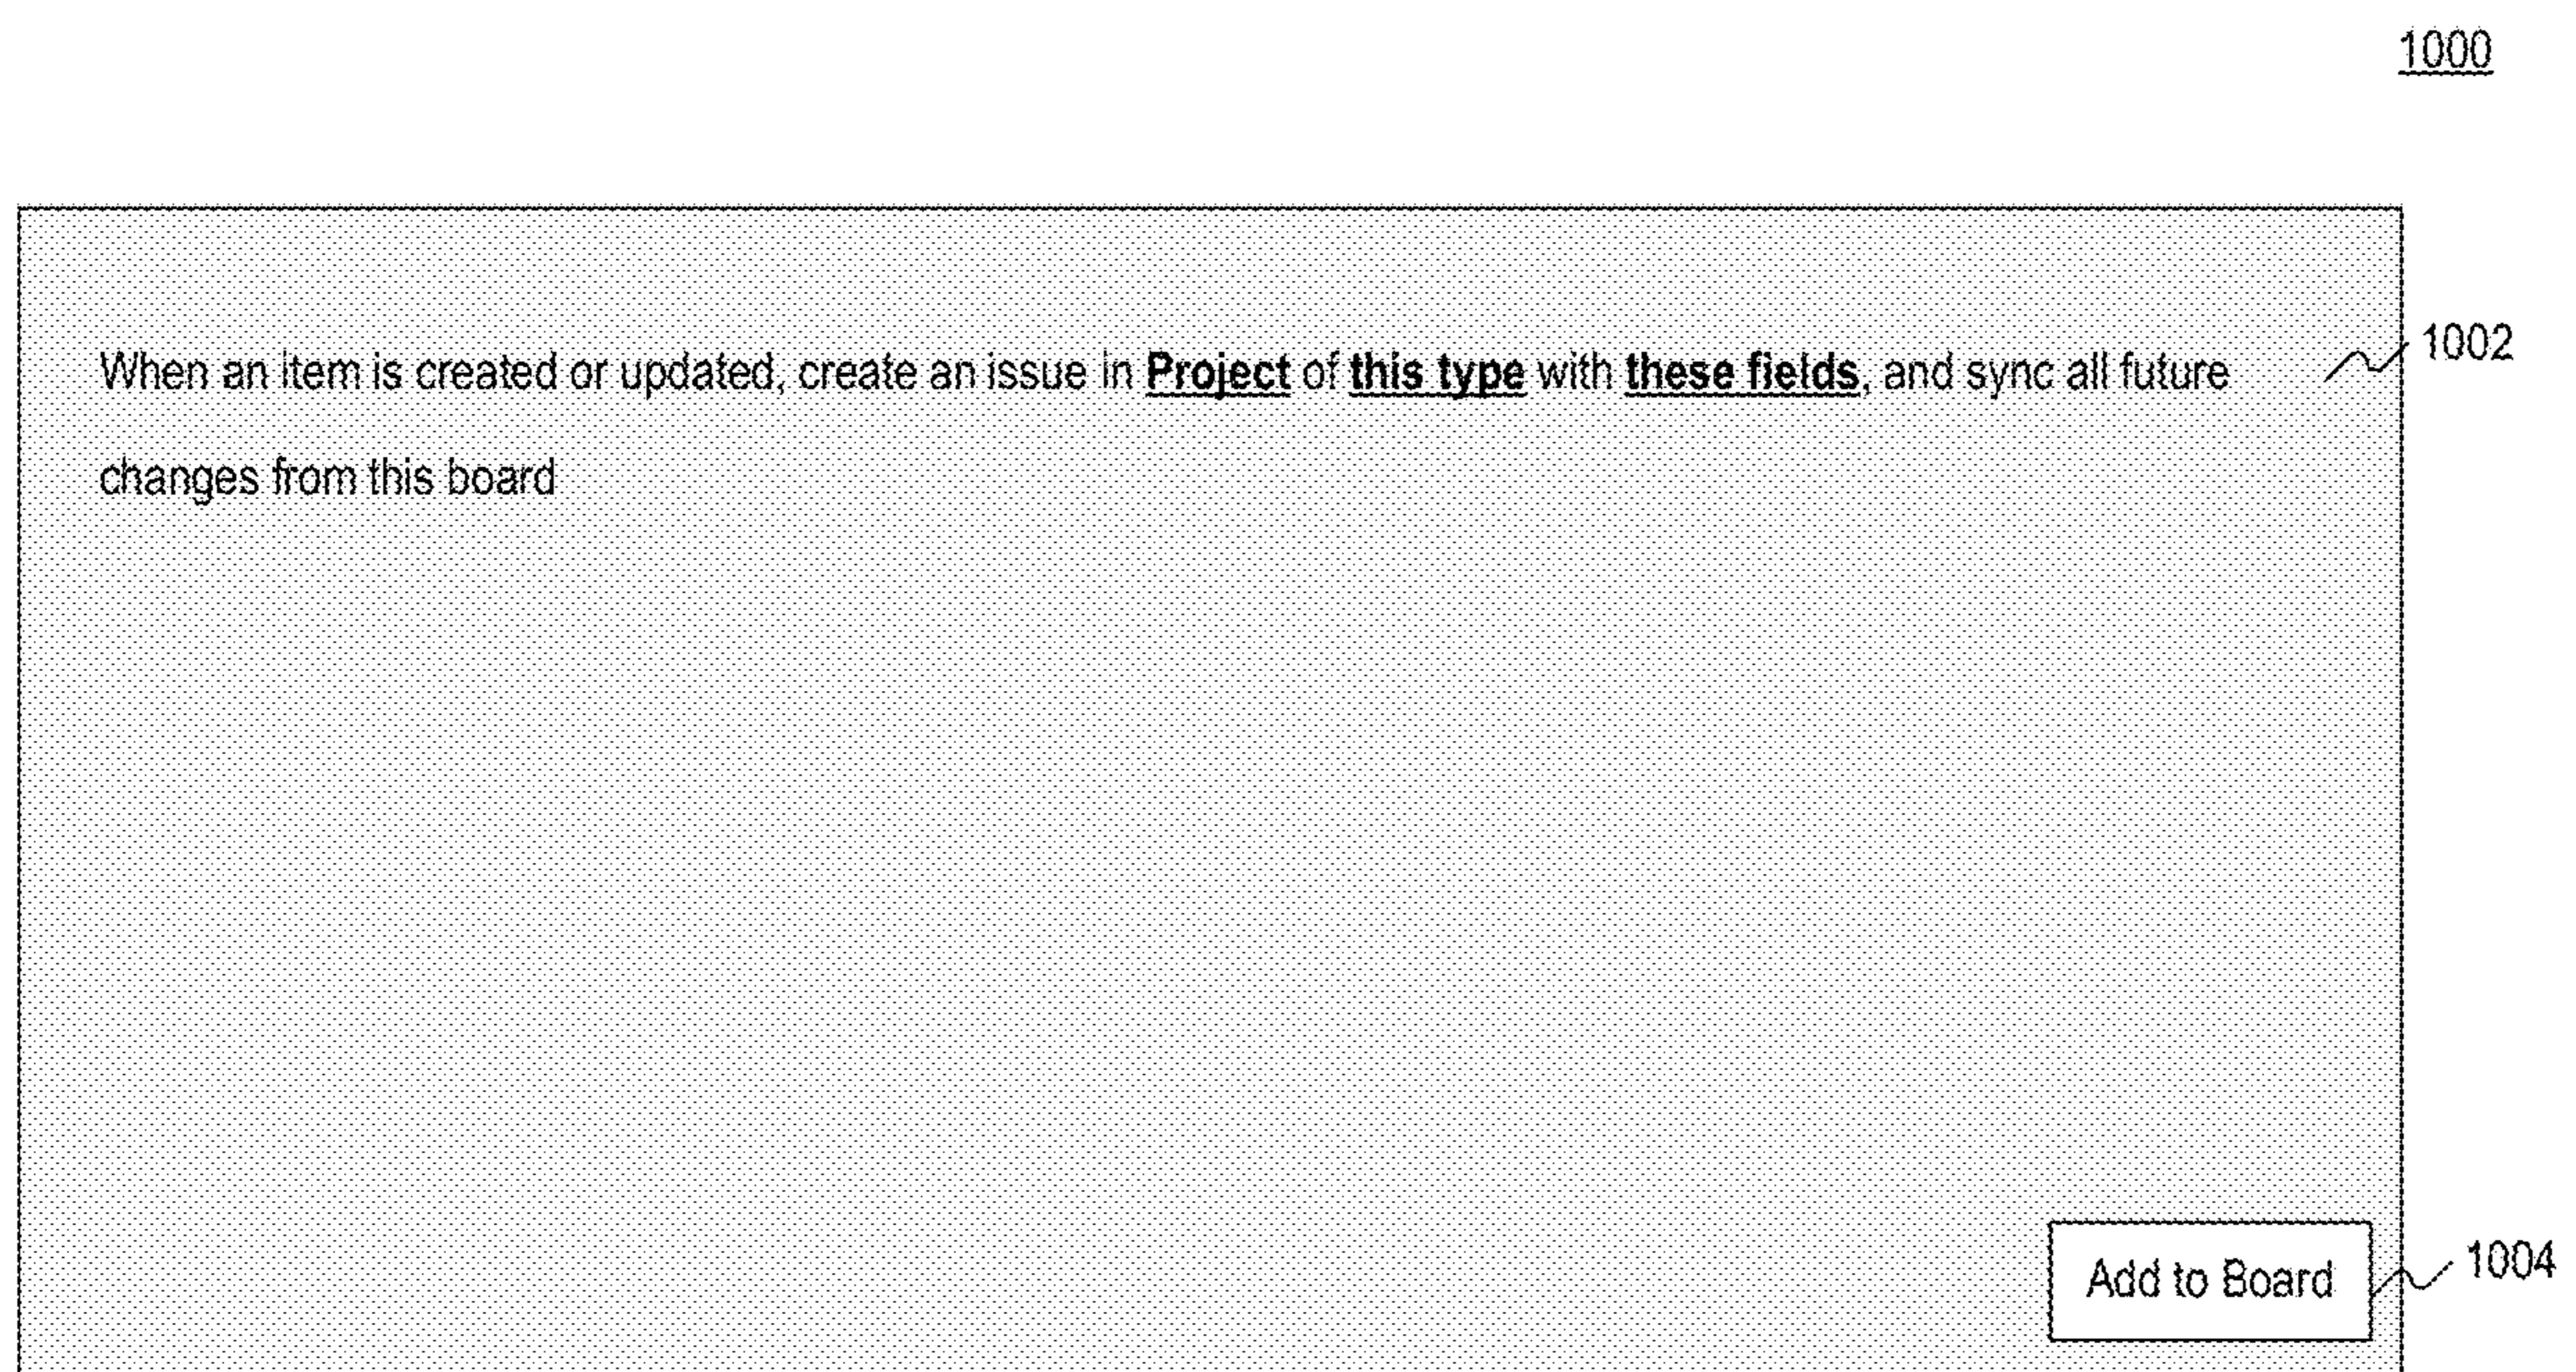 1000
When an item is created or updated, create an issue in Project of this type with these fields, and sync all future
1002
changes from this board
Add to Board
1004